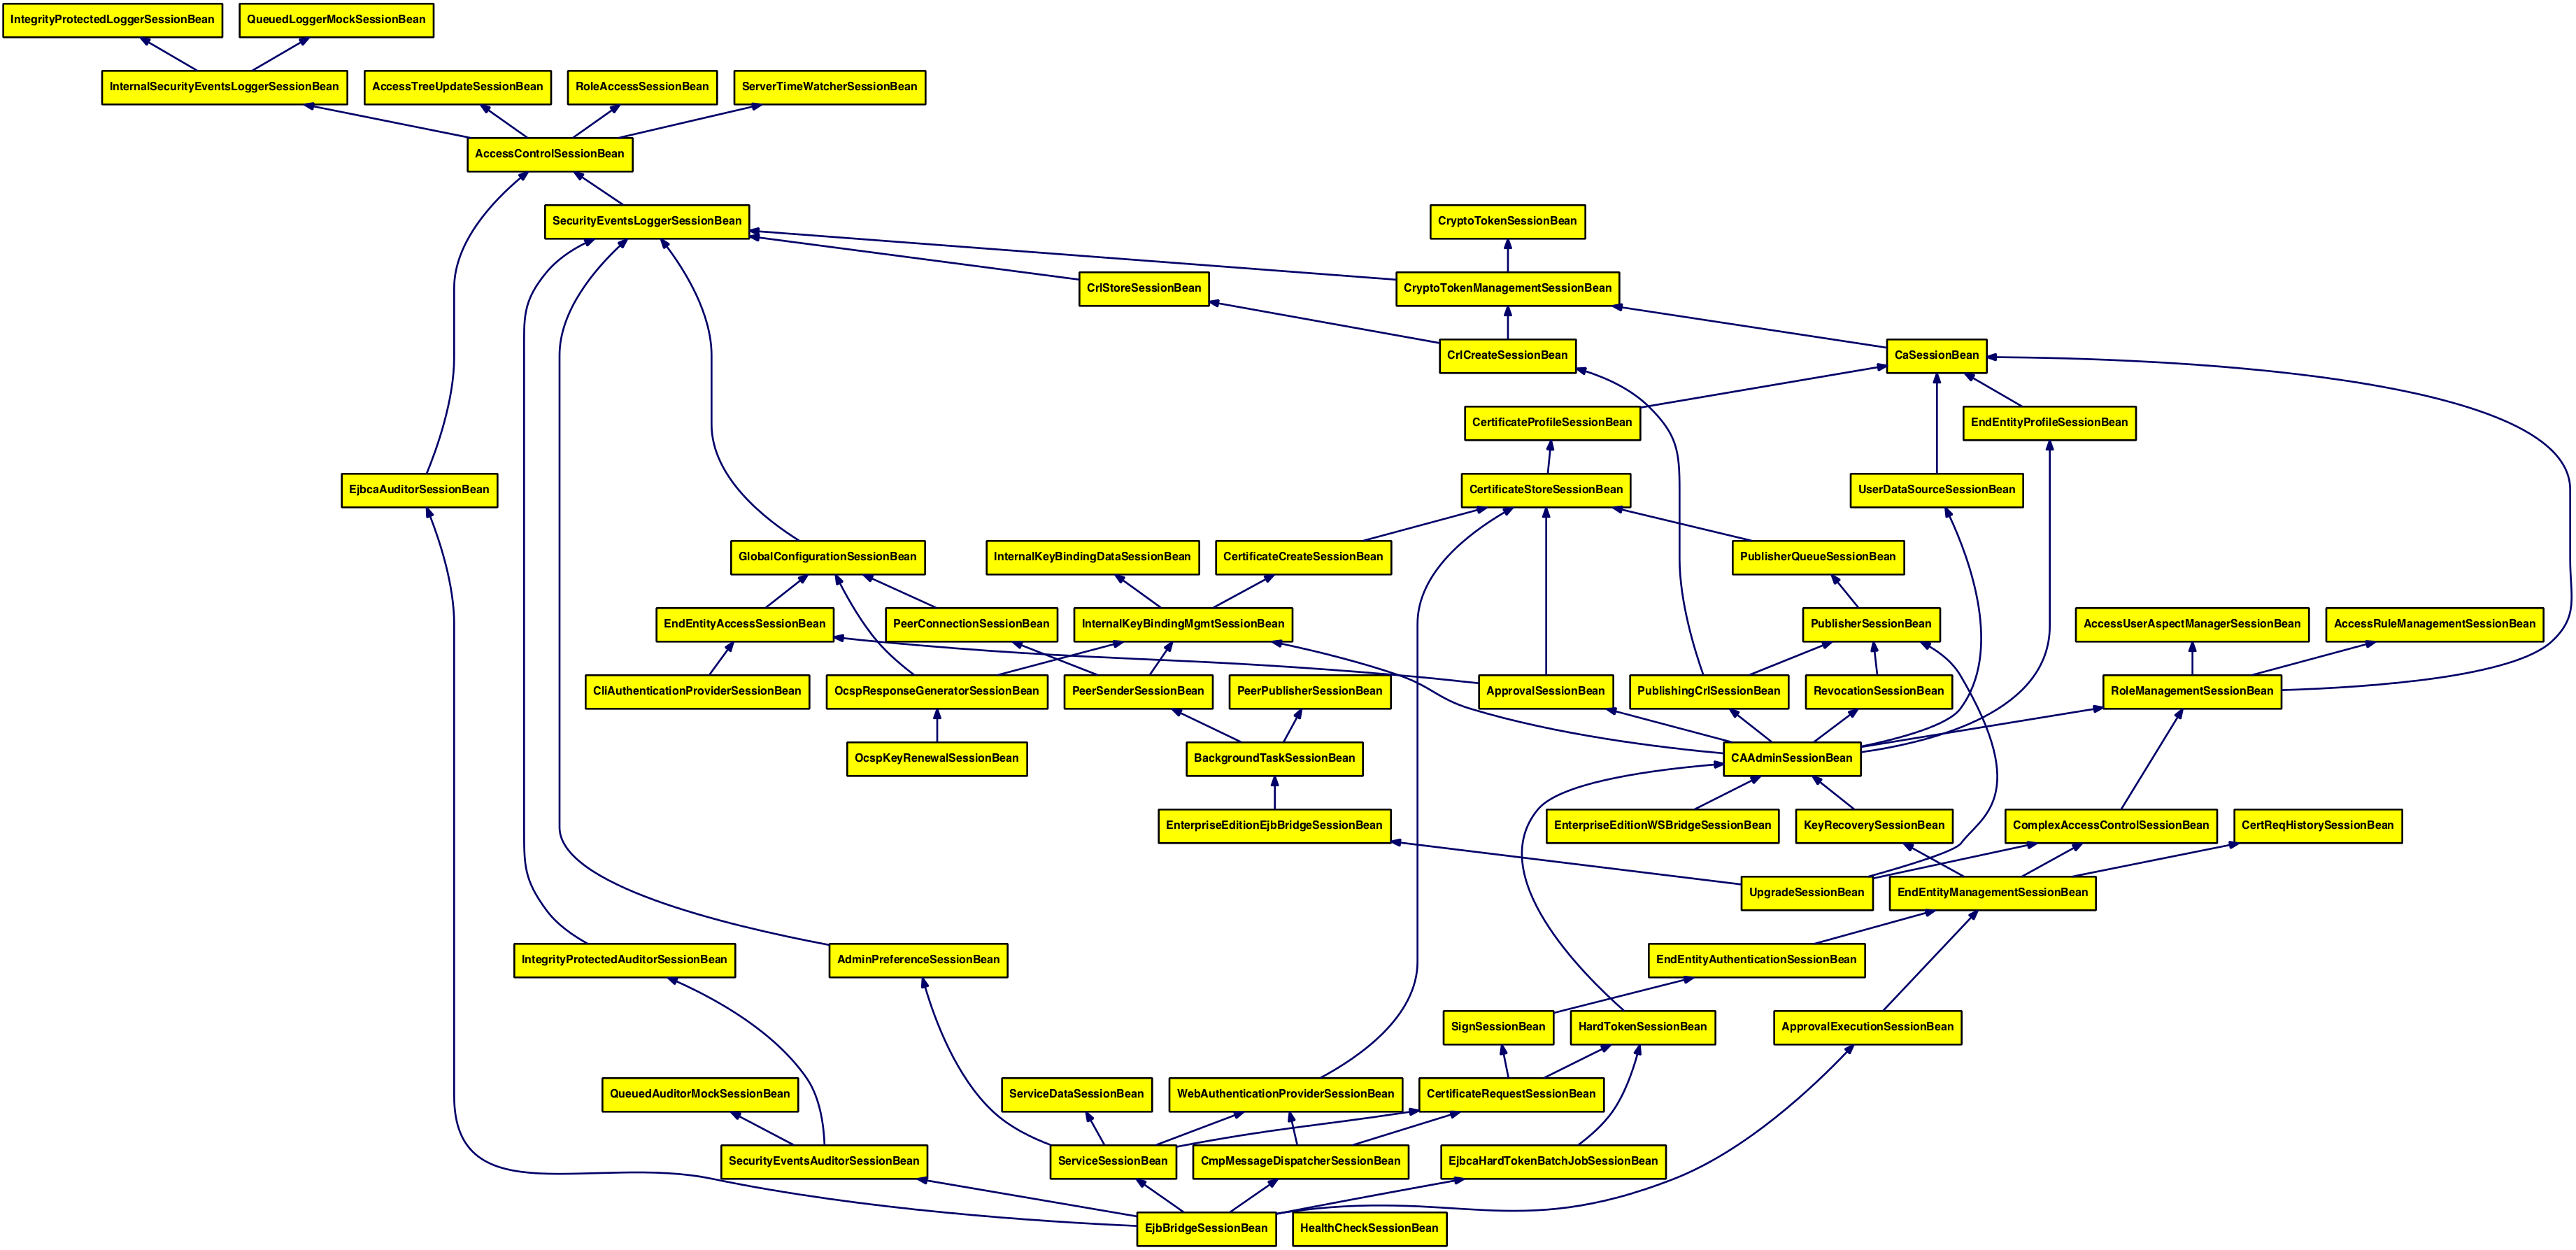 IntegrityProtectedLoggerSessionBean
QueuedLoggerMockSessionBean
InternalSecurityEventsLoggerSessionBean
AccessTreeUpdateSessionBean
RoleAccessSessionBean
ServerTimeWatcherSessionBean
AccessControlSessionBean
SecurityEventsLoggerSessionBean
CryptoTokenSessionBean
CrlStoreSessionBean
CryptoTokenManagementSessionBean
CrlCreateSessionBean
CaSessionBean
CertificateProfileSessionBean
EndEntityProfileSessionBean
EjbcaAuditorSessionBean
CertificateStoreSessionBean
UserDataSourceSessionBean
GlobalConfigurationSessionBean
InternalKeyBindingDataSessionBean
CertificateCreateSessionBean
PublisherQueueSessionBean
EndEntityAccessSessionBean
PeerConnectionSessionBean
InternalKeyBindingMgmtSessionBean
PublisherSessionBean
AccessUserAspectManagerSessionBean
AccessRuleManagementSessionBean
CliAuthenticationProviderSessionBean
OcspResponseGeneratorSessionBean
PeerSenderSessionBean
PeerPublisherSessionBean
ApprovalSessionBean
PublishingCrlSessionBean
RevocationSessionBean
RoleManagementSessionBean
OcspKeyRenewalSessionBean
BackgroundTaskSessionBean
CAAdminSessionBean
EnterpriseEditionEjbBridgeSessionBean
EnterpriseEditionWSBridgeSessionBean
KeyRecoverySessionBean
ComplexAccessControlSessionBean
CertReqHistorySessionBean
UpgradeSessionBean
EndEntityManagementSessionBean
IntegrityProtectedAuditorSessionBean
AdminPreferenceSessionBean
EndEntityAuthenticationSessionBean
SignSessionBean
HardTokenSessionBean
ApprovalExecutionSessionBean
QueuedAuditorMockSessionBean
ServiceDataSessionBean
WebAuthenticationProviderSessionBean
CertificateRequestSessionBean
SecurityEventsAuditorSessionBean
ServiceSessionBean
CmpMessageDispatcherSessionBean
EjbcaHardTokenBatchJobSessionBean
EjbBridgeSessionBean
HealthCheckSessionBean